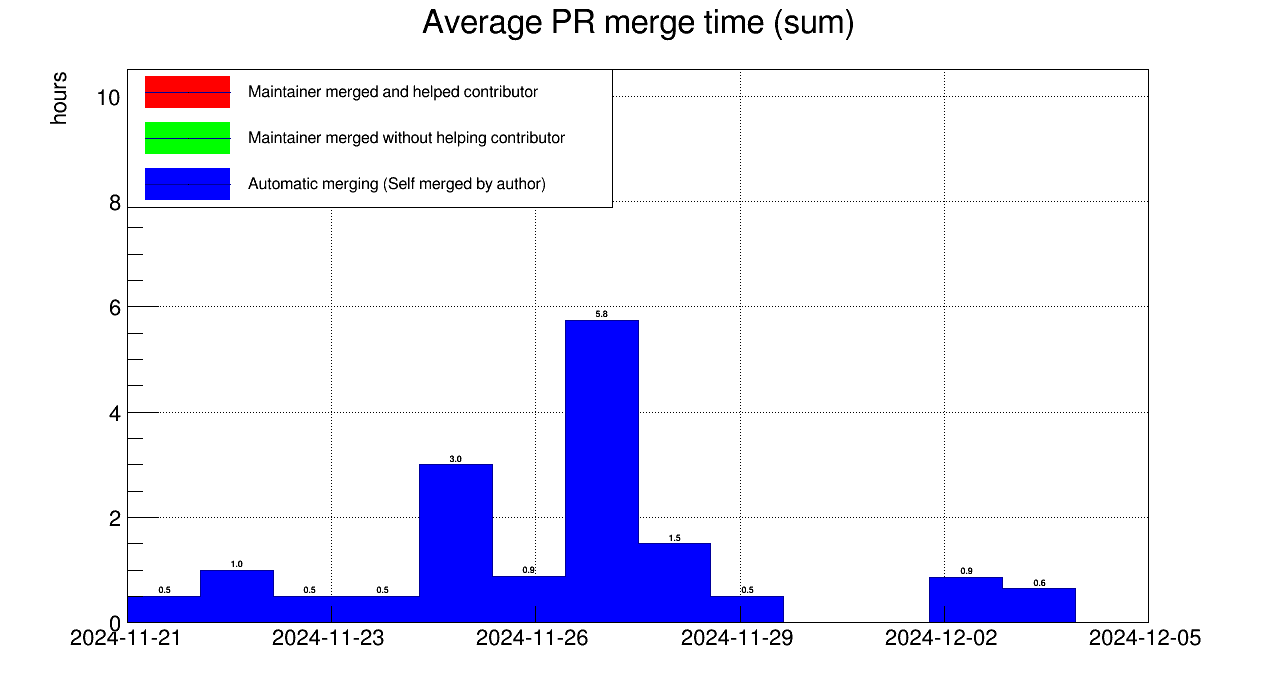 Average PR merge time (sum)
hours
Maintainer merged and helped contributor
Maintainer merged without helping contributor
Automatic merging (Self merged by author)
10
8
6
4
2
0
0.5
1.0
0.5
0.5
3.0
0.9
5.8
1.5
0.5
0.9
0.6
2024-11-21 2024-11-23 2024-11-26 2024-11-29 2024-12-02 2024-12-05